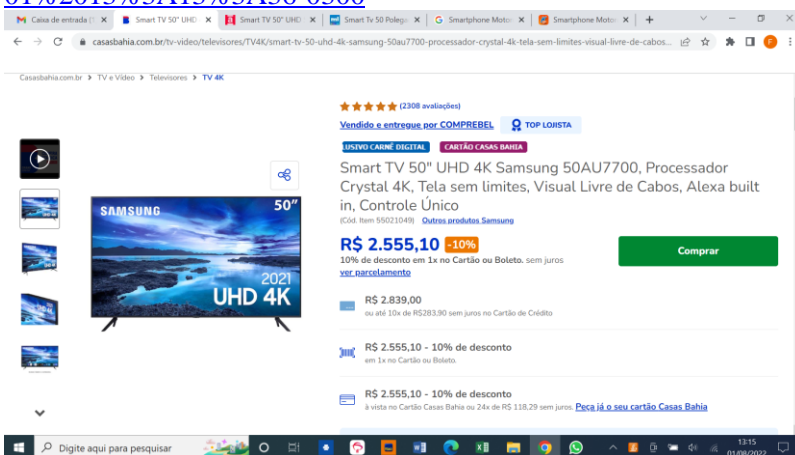 01%2013%3A15%3A38-0300
Caixa de entrada (
Smart TV 50" UHD
Smart TV 50" UHD
Smart Tv 50 Polega
Smartphone Motor
Smartphone Motor
casasbahia.com.br/tv-video/televisores/TV4K/smart-tv-50-uhd-4k-samsung-50au7700-processador-crystal-4k-tela-sem-limites-visual-livre-de-cabos...
F
Casasbahia.com.br > TV e Vídeo > Televisores > TV 4K
(2308 avaliações)
Vendido e entregue por COMPREBEL TOP LOJISTA
LUSIVO CARNÊ DIGITAL CARTÃO CASAS BAHIA
Smart TV 50" UHD 4K Samsung 50AU7700, Processador
Crystal 4K, Tela sem limites, Visual Livre de Cabos, Alexa built
in, Controle Único
(Cód. Item 55021049) Outros produtos Samsung
SAMSUNG 50"
2021
UHD 4K
R$ 2.555,10 -10%
10% de desconto em 1x no Cartão ou Boleto. sem juros
ver parcelamento
Comprar
R$ 2.839,00
ou até 10x de R$283,90 sem juros no Cartão de Crédito
R$ 2.555,10 - 10% de desconto
em 1x no Cartão ou Boleto.
R$ 2.555,10 - 10% de desconto
à vista no Cartão Casas Bahia ou 24x de R$ 118,29 sem juros. Peça já o seu cartão Casas Bahia
Digite aqui para pesquisar
13:15
01/08/2022